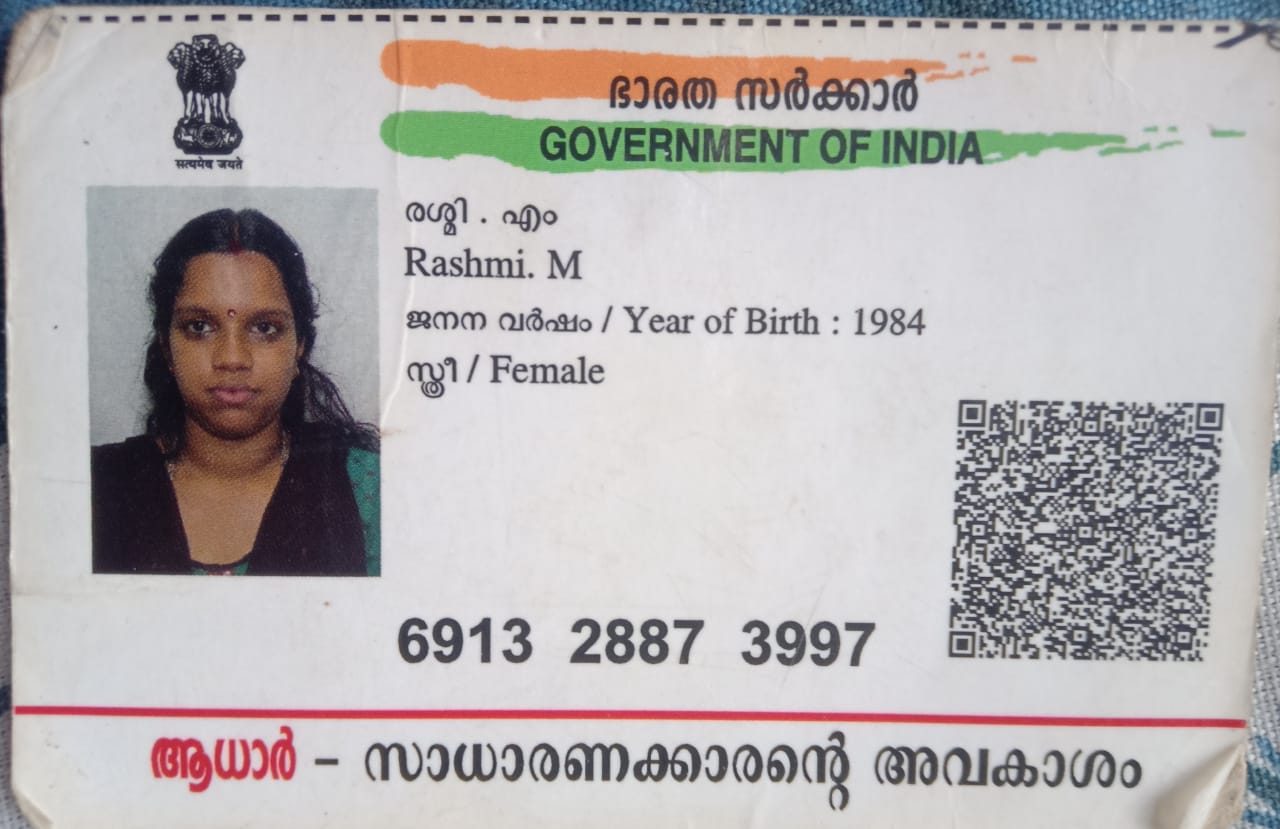 ഭാരത സർക്കാർ
GOVERNMENT OF INDIA
सत्यमेव जयते
രശ്മി . എം
Rashmi. M
ജനന വർഷം / Year of Birth : 1984
സ്ത്രീ / Female
6913 2887 3997
ആധാർ – സാധാരണക്കാരന്റെ അവകാശം